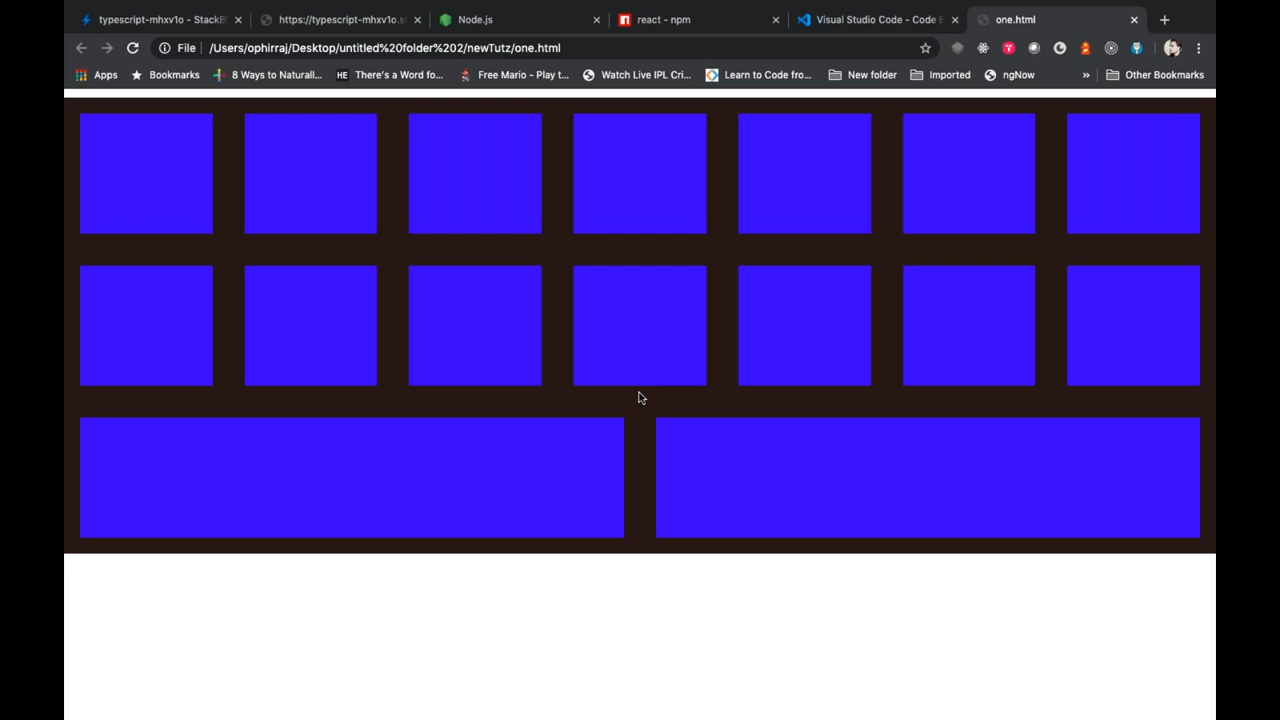 typescript-mhxv1o - StackB
https://typescript-mhxv1o.s
Node.js
react - npm
Visual Studio Code - Code E
one.html
File
/Users/ophirraj/Desktop/untitled%20folder%202/newTutz/one.html
Apps
Bookmarks
8 Ways to Naturall...
HE
There's a Word fo...
Free Mario - Play t...
Watch Live IPL Cri...
Learn to Code fro...
New folder
Imported
ngNow
»
Other Bookmarks